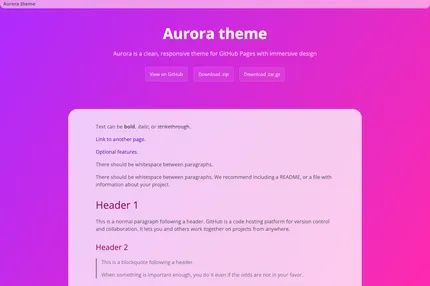 Aurora theme
Aurora theme
Aurora is a clean, responsive theme for GitHub Pages with immersive design
View on GitHub
Download .zip
Download .tar.gz
Text can be bold, italic, or strikethrough.
Link to another page.
Optional features.
There should be whitespace between paragraphs.
There should be whitespace between paragraphs. We recommend including a README, or a file with
information about your project.
Header 1
This is a normal paragraph following a header. GitHub is a code hosting platform for version control
and collaboration. It lets you and others work together on projects from anywhere.
Header 2
This is a blockquote following a header.
When something is important enough, you do it even if the odds are not in your favor.